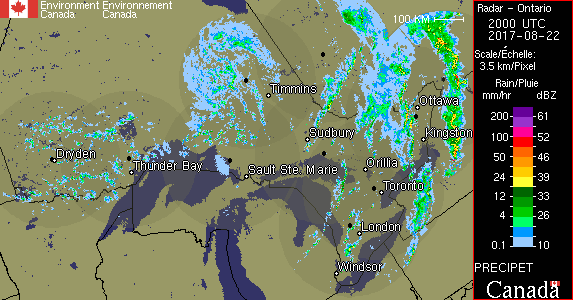 Environment Environnement
Canada Canada
100 KM
Radar - Ontario
2000 UTC
2017-08-22
Scale/Échelle:
3.5 km/Pixel
Rain/Pluie
mm/hr dBZ
200 61
100 52
50 46
24 39
12 33
4 26
0.1 10
PRECIPET
Canada
Timmins
Ottawa
Sudbury
Kingston
Dryden
Thunder Bay
Sault Ste. Marie
Orillia
Toronto
London
Windsor